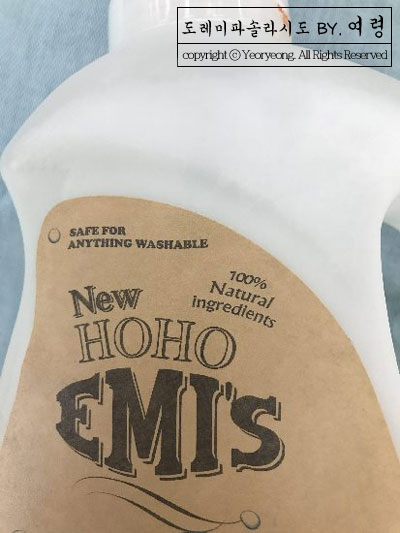 도레미파솔라시도 BY. 여령
copyright ⓒ Yeoryeong. All Rights Reserved
SAFE FOR
ANYTHING WASHABLE
100%
Natural
ingredients
New
HOHO
EMI'S